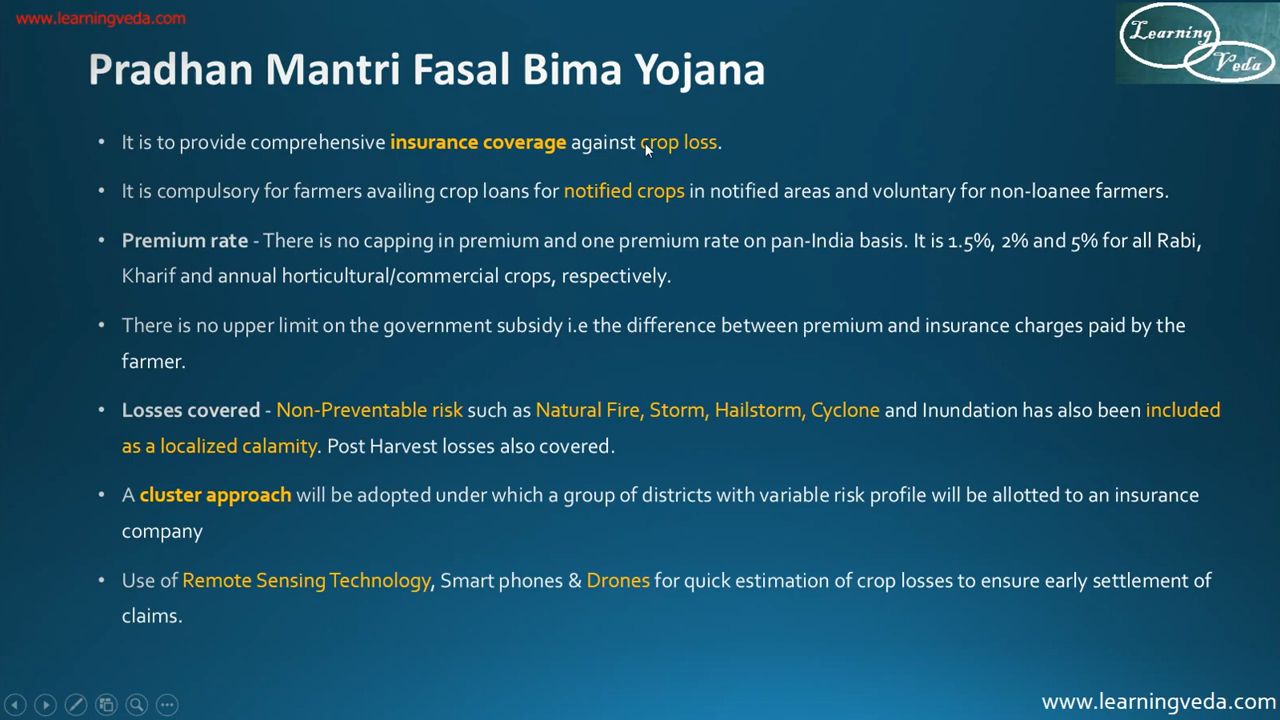 www.learningveda.com
Learning
Veda
Pradhan Mantri Fasal Bima Yojana
• It is to provide comprehensive insurance coverage against crop loss.
• It is compulsory for farmers availing crop loans for notified crops in notified areas and voluntary for non-loanee farmers.
• Premium rate - There is no capping in premium and one premium rate on pan-India basis. It is 1.5%, 2% and 5% for all Rabi,
Kharif and annual horticultural/commercial crops, respectively.
• There is no upper limit on the government subsidy i.e the difference between premium and insurance charges paid by the
farmer.
• Losses covered - Non-Preventable risk such as Natural Fire, Storm, Hailstorm, Cyclone and Inundation has also been included
as a localized calamity. Post Harvest losses also covered.
• A cluster approach will be adopted under which a group of districts with variable risk profile will be allotted to an insurance
company
• Use of Remote Sensing Technology, Smart phones & Drones for quick estimation of crop losses to ensure early settlement of
claims.
www.learningveda.com